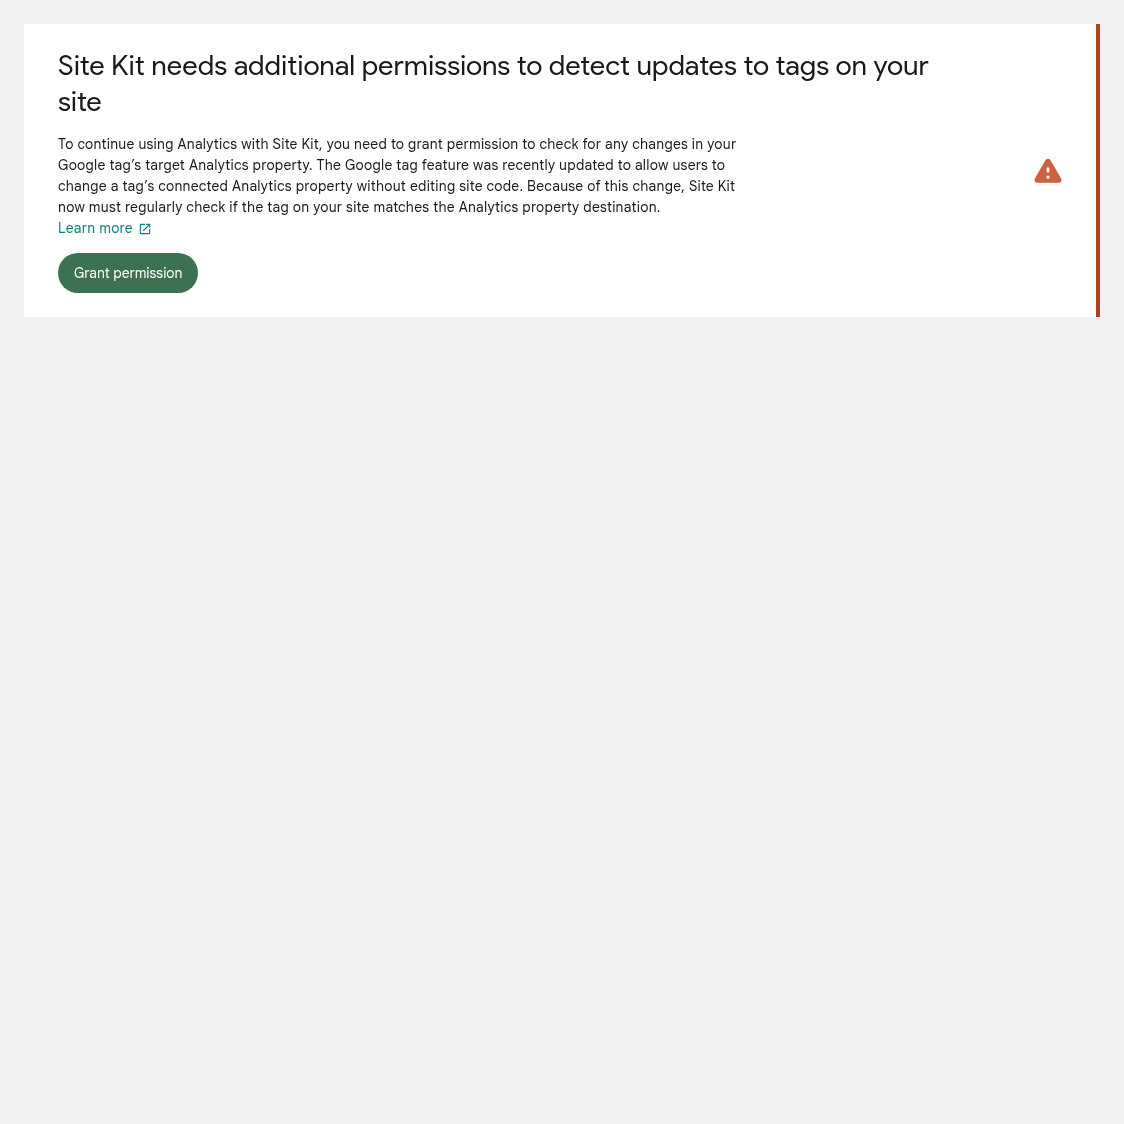 Site Kit needs additional permissions to detect updates to tags on your
site
To continue using Analytics with Site Kit, you need to grant permission to check for any changes in your
Google tag’s target Analytics property. The Google tag feature was recently updated to allow users to
change a tag’s connected Analytics property without editing site code. Because of this change, Site Kit
now must regularly check if the tag on your site matches the Analytics property destination.
Learn more
Grant permission